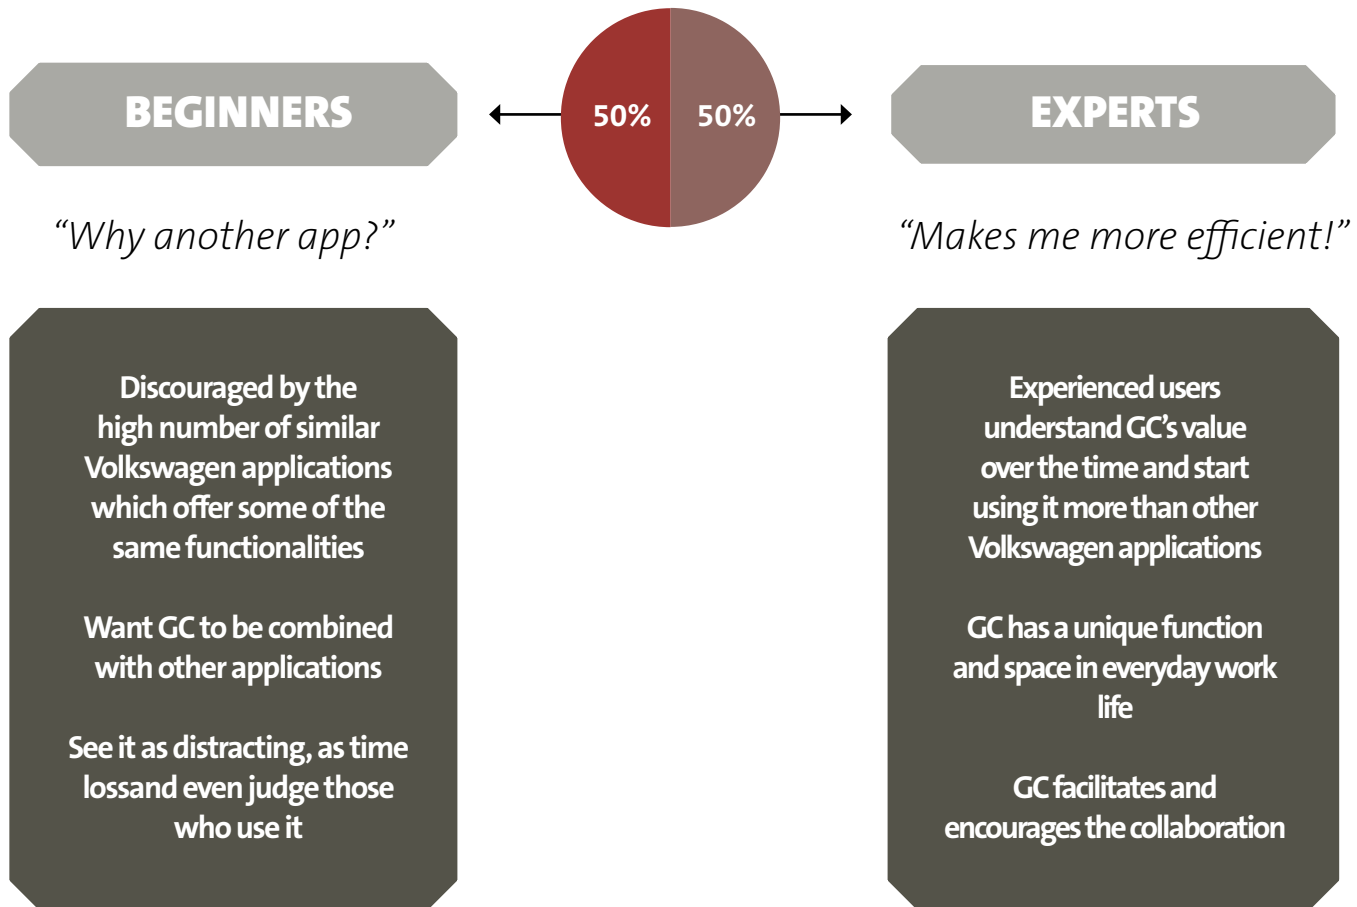 BEGINNERS
50%
50%
EXPERTS
“Why another app?”
“Makes me more efficient!”
Discouraged by the
high number of similar
Volkswagen applications
which offer some of the
same functionalities
Want GC to be combined
with other applications
See it as distracting, as time
lossand even judge those
who use it
Experienced users
understand GC’s value
over the time and start
using it more than other
Volkswagen applications
GC has a unique function
and space in everyday work
life
GC facilitates and
encourages the collaboration